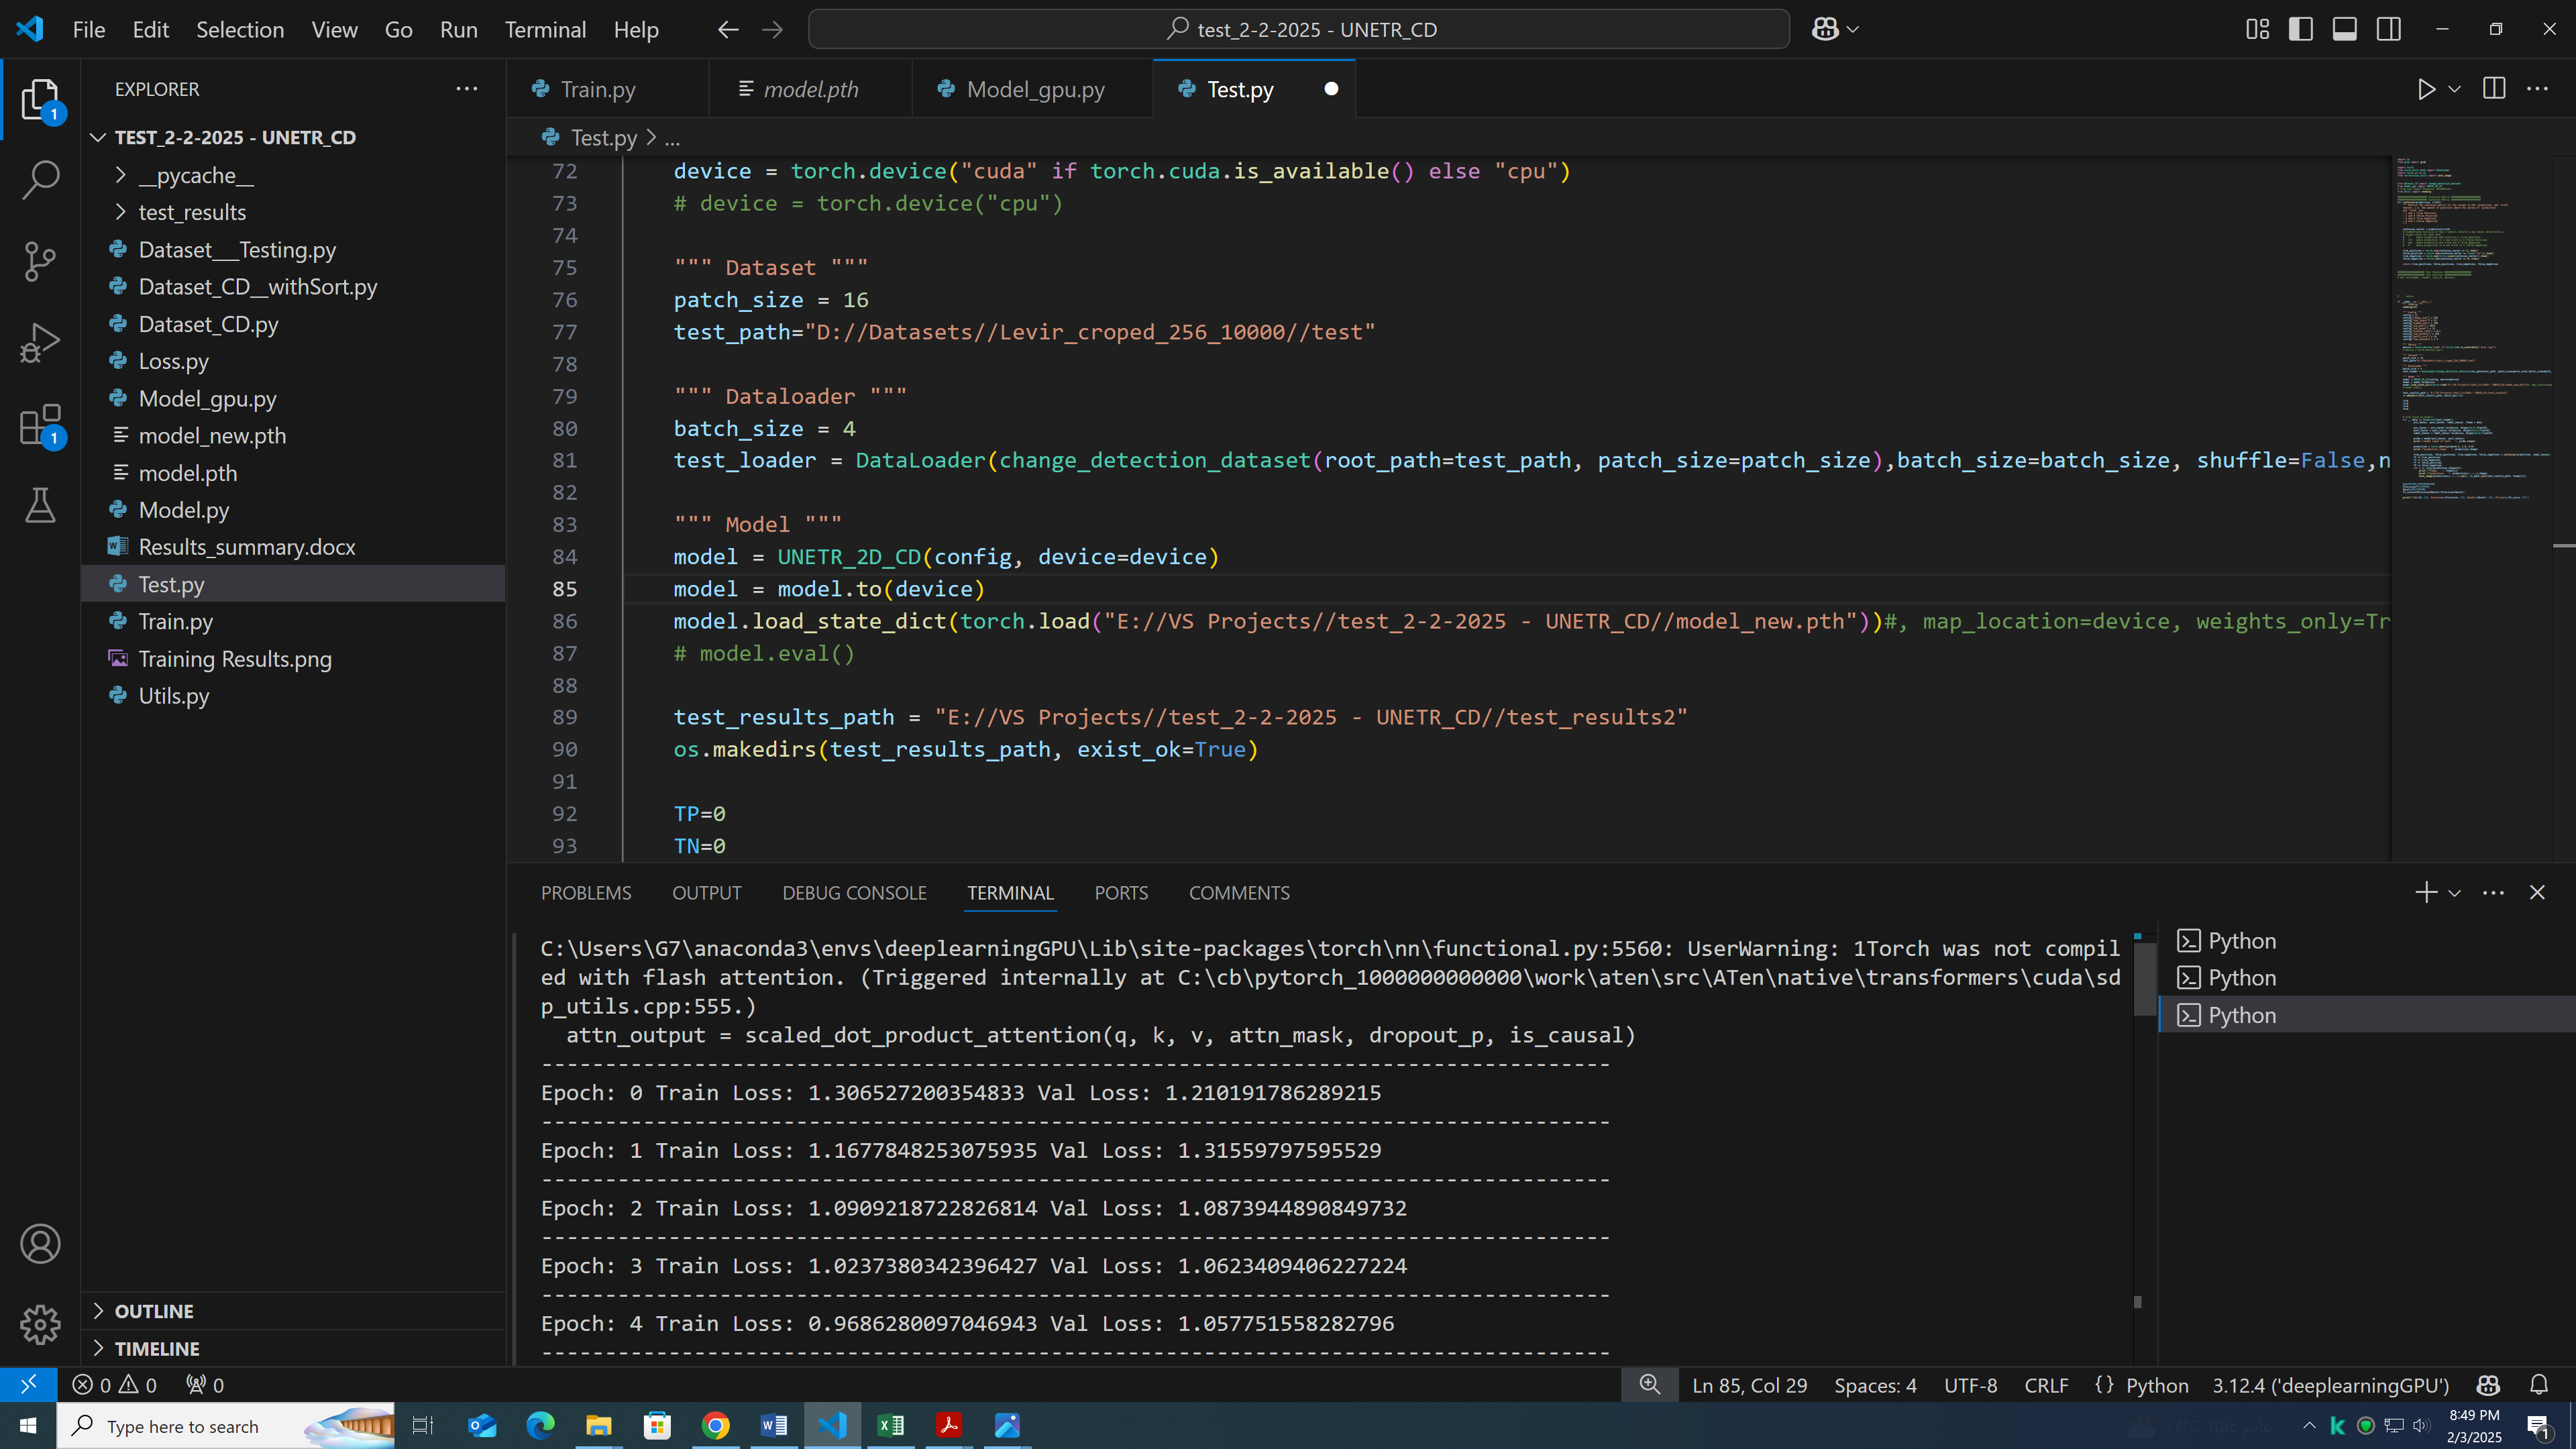 File Edit Selection View Go Run Terminal Help
test_2-2-2025 - UNETR_CD
EXPLORER
TEST_2-2-2025 - UNETR_CD
__pycache__
test_results
Dataset___Testing.py
Dataset_CD__withSort.py
Dataset_CD.py
Loss.py
Model_gpu.py
model_new.pth
model.pth
Model.py
Results_summary.docx
Test.py
Train.py
Training Results.png
Utils.py
OUTLINE
TIMELINE
1
1
Train.py model.pth Model_gpu.py Test.py
Test.py > ...
72 device = torch.device("cuda" if torch.cuda.is_available() else "cpu")
73 # device = torch.device("cpu")
74
75 """ Dataset """
76 patch_size = 16
77 test_path="D://Datasets//Levir_croped_256_10000//test"
78
79 """ Dataloader """
80 batch_size = 4
81 test_loader = DataLoader(change_detection_dataset(root_path=test_path, patch_size=patch_size),batch_size=batch_size, shuffle=False,n
82
83 """ Model """
84 model = UNETR_2D_CD(config, device=device)
85 model = model.to(device)
86 model.load_state_dict(torch.load("E://VS Projects//test_2-2-2025 - UNETR_CD//model_new.pth"))#, map_location=device, weights_only=Tr
87 # model.eval()
88
89 test_results_path = "E://VS Projects//test_2-2-2025 - UNETR_CD//test_results2"
90 os.makedirs(test_results_path, exist_ok=True)
91
92 TP=0
93 TN=0
PROBLEMS OUTPUT DEBUG CONSOLE TERMINAL PORTS COMMENTS
C:\Users\G7\anaconda3\envs\deeplearningGPU\Lib\site-packages\torch\nn\functional.py:5560: UserWarning: 1Torch was not compil
ed with flash attention. (Triggered internally at C:\cb\pytorch_1000000000000\work\aten\src\ATen\native\transformers\cuda\sd
p_utils.cpp:555.)
attn_output = scaled_dot_product_attention(q, k, v, attn_mask, dropout_p, is_causal)
------------------------------------------------------------------------------------
Epoch: 0 Train Loss: 1.306527200354833 Val Loss: 1.210191786289215
------------------------------------------------------------------------------------
Epoch: 1 Train Loss: 1.1677848253075935 Val Loss: 1.31559797595529
------------------------------------------------------------------------------------
Epoch: 2 Train Loss: 1.0909218722826814 Val Loss: 1.0873944890849732
------------------------------------------------------------------------------------
Epoch: 3 Train Loss: 1.0237380342396427 Val Loss: 1.0623409406227224
------------------------------------------------------------------------------------
Epoch: 4 Train Loss: 0.9686280097046943 Val Loss: 1.057751558282796
------------------------------------------------------------------------------------
Python
Python
Python
0 0 0
Ln 85, Col 29 Spaces: 4 UTF-8 CRLF {} Python 3.12.4 ('deeplearningGPU')
Type here to search
8:49 PM
2/3/2025
1